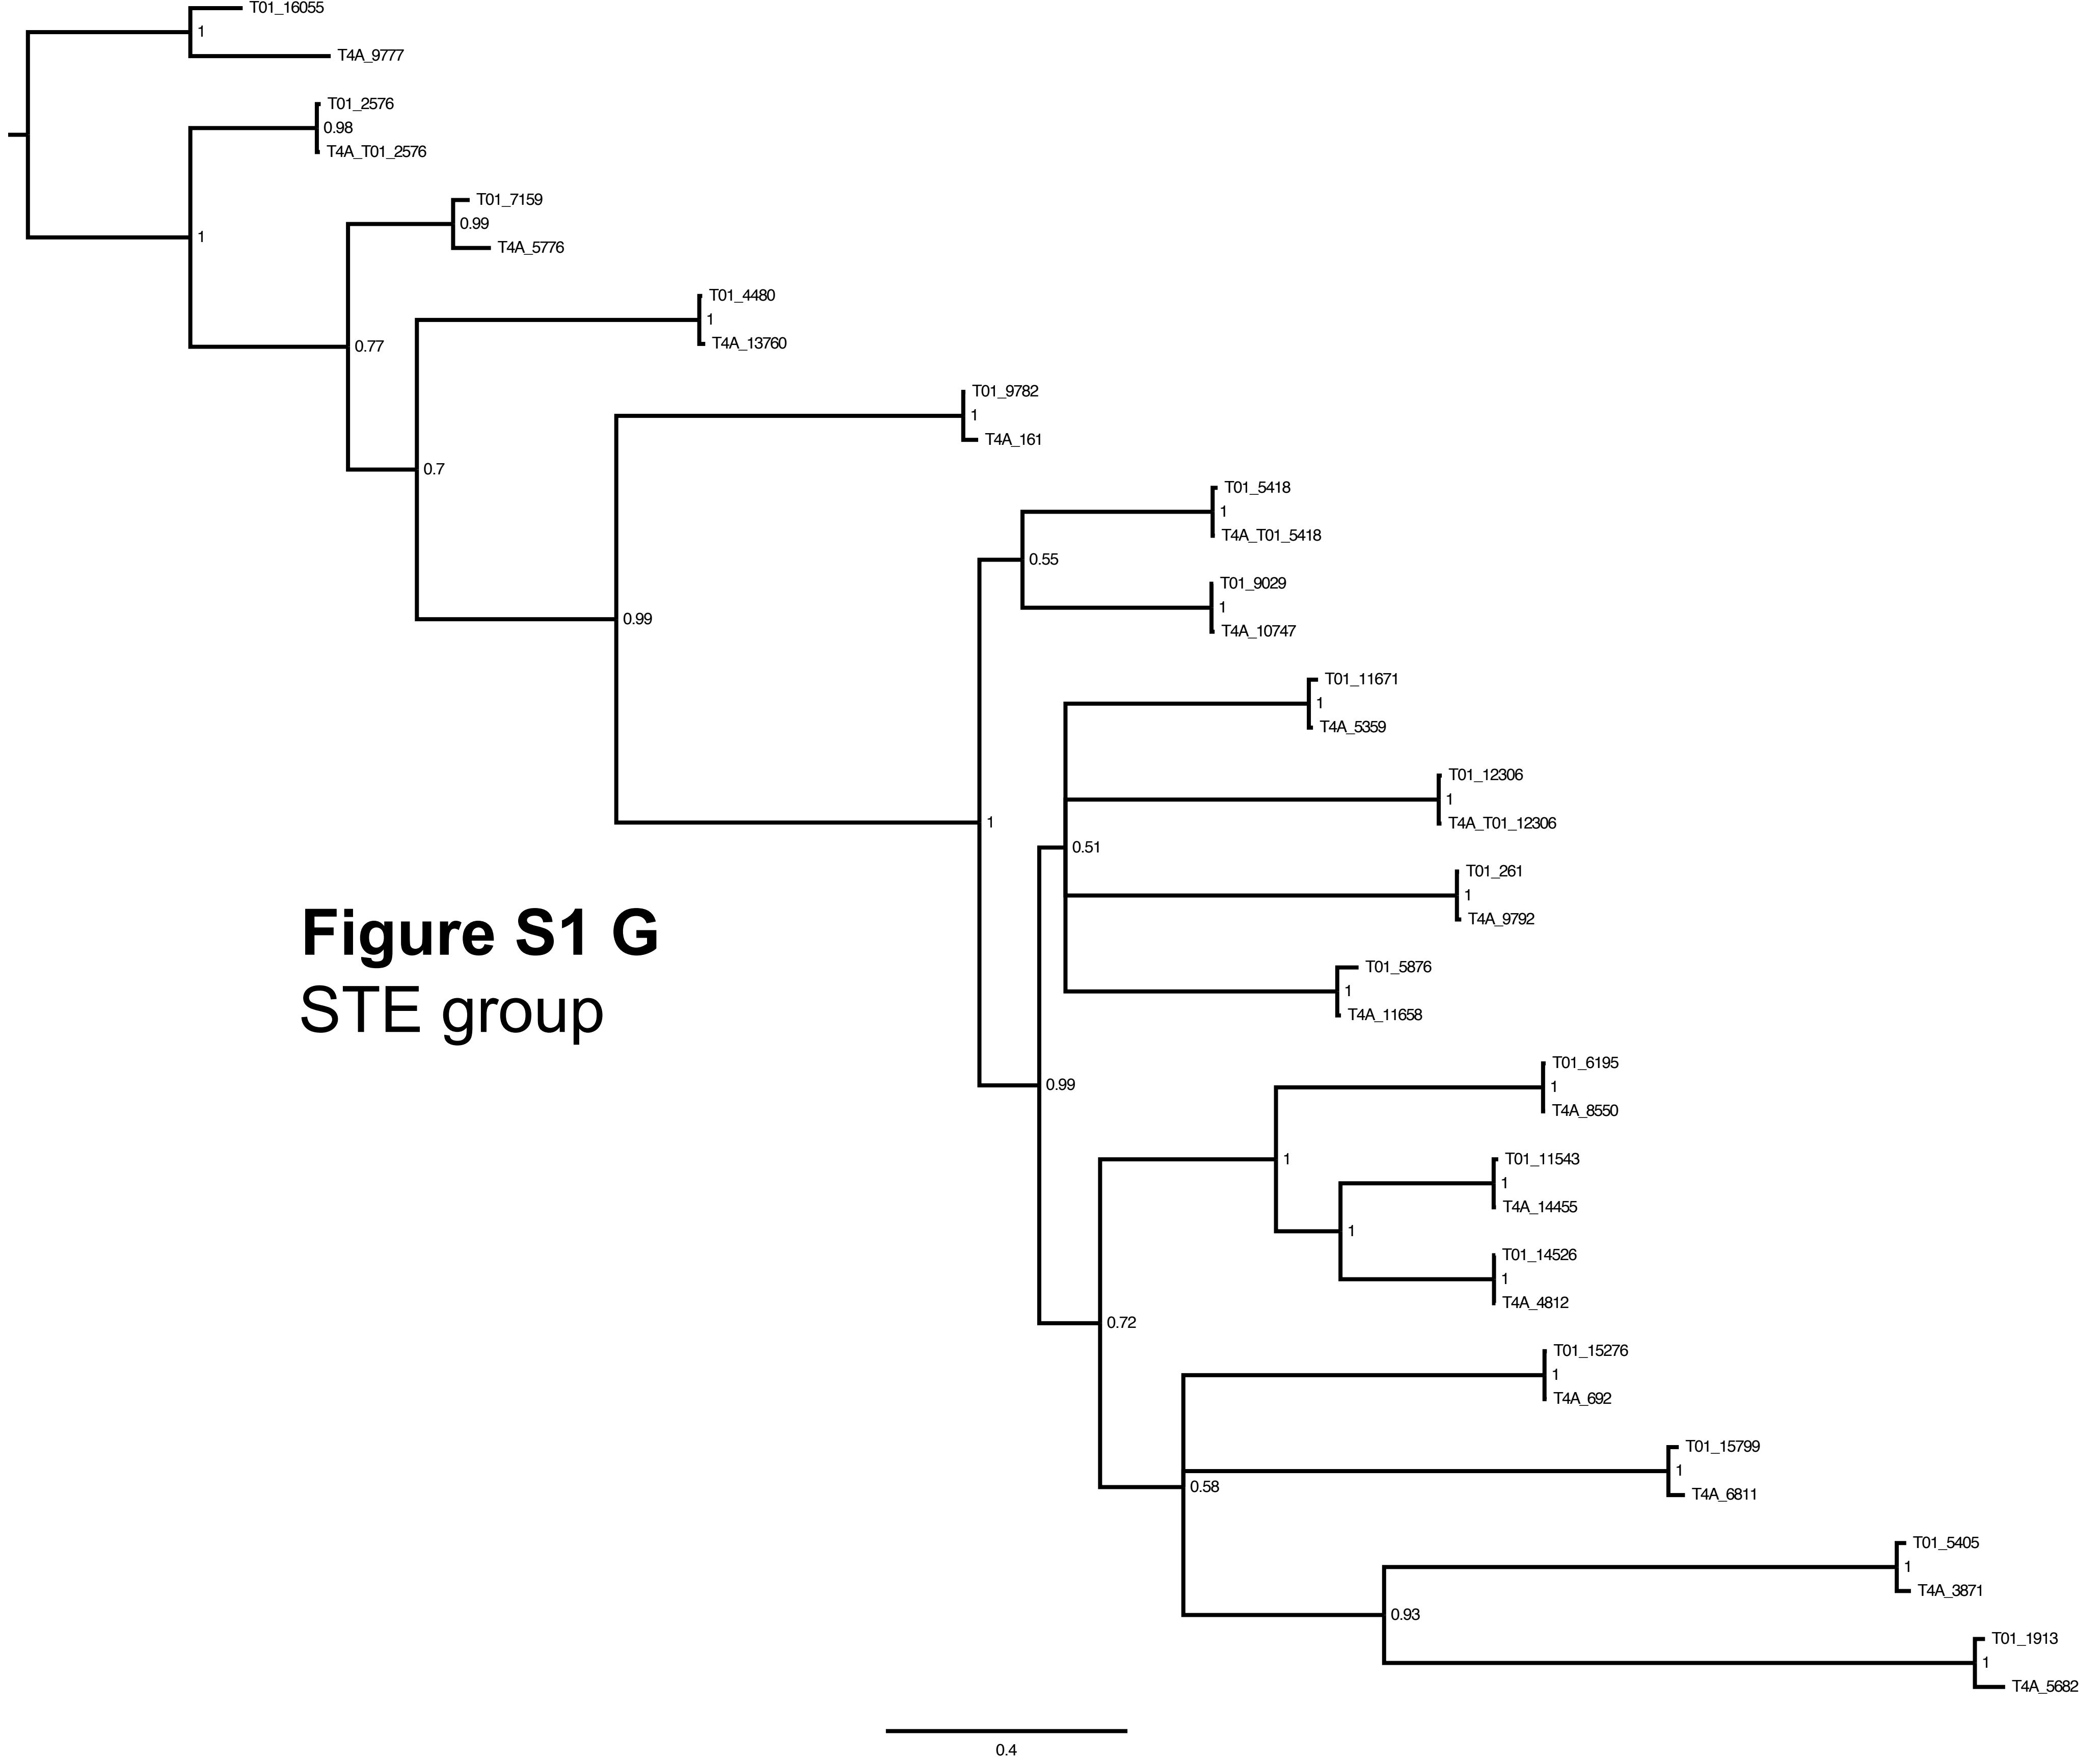 T01_16055
1
T4A_9777
T01_2576
0.98
T4A_T01_2576
T01_7159
0.99
1
T4A_5776
T01_4480
1
T4A_13760
0.77
T01_9782
1
T4A_161
0.7
T01_5418
1
T4A_T01_5418
0.55
T01_9029
1
0.99
T4A_10747
T01_11671
1
T4A_5359
T01_12306
1
1
T4A_T01_12306
0.51
T01_261
1
T4A_9792
Figure S1 G
STE group
T01_5876
1
T4A_11658
T01_6195
0.99
1
T4A_8550
T01_11543
1
1
T4A_14455
1
T01_14526
1
T4A_4812
0.72
T01_15276
1
T4A_692
T01_15799
1
0.58
T4A_6811
T01_5405
1
T4A_3871
0.93
T01_1913
1
T4A_5682
0.4